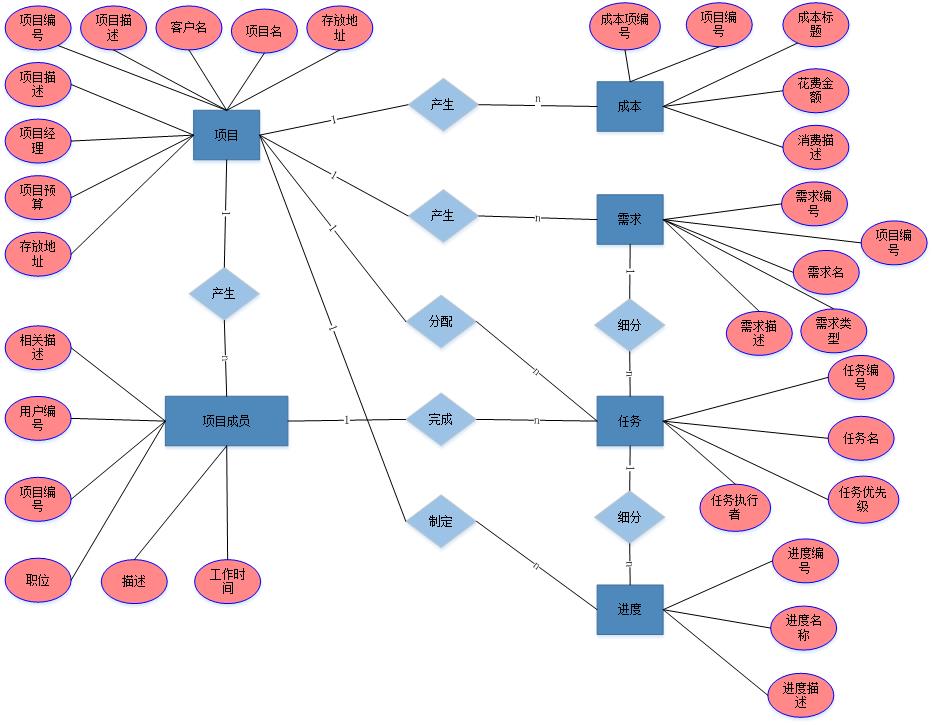 项目编
号
项目描
述
客户名
项目名
存放地
址
成本项编
号
项目编
号
成本标
题
项目描
述
花费金
额
产生
成本
1
n
项目
项目经
理
消费描
述
项目预
算
产生
需求
1
n
需求编
号
存放地
址
项目编
号
需求名
产生
1
n
分配
1
n
细分
1
n
需求描
述
需求类
型
相关描
述
任务编
号
用户编
号
项目成员
完成
1
n
任务
任务名
项目编
号
任务执行
者
任务优先
级
制定
1
n
细分
1
n
职位
描述
工作时
间
进度编
号
进度
进度名
称
进度描
述